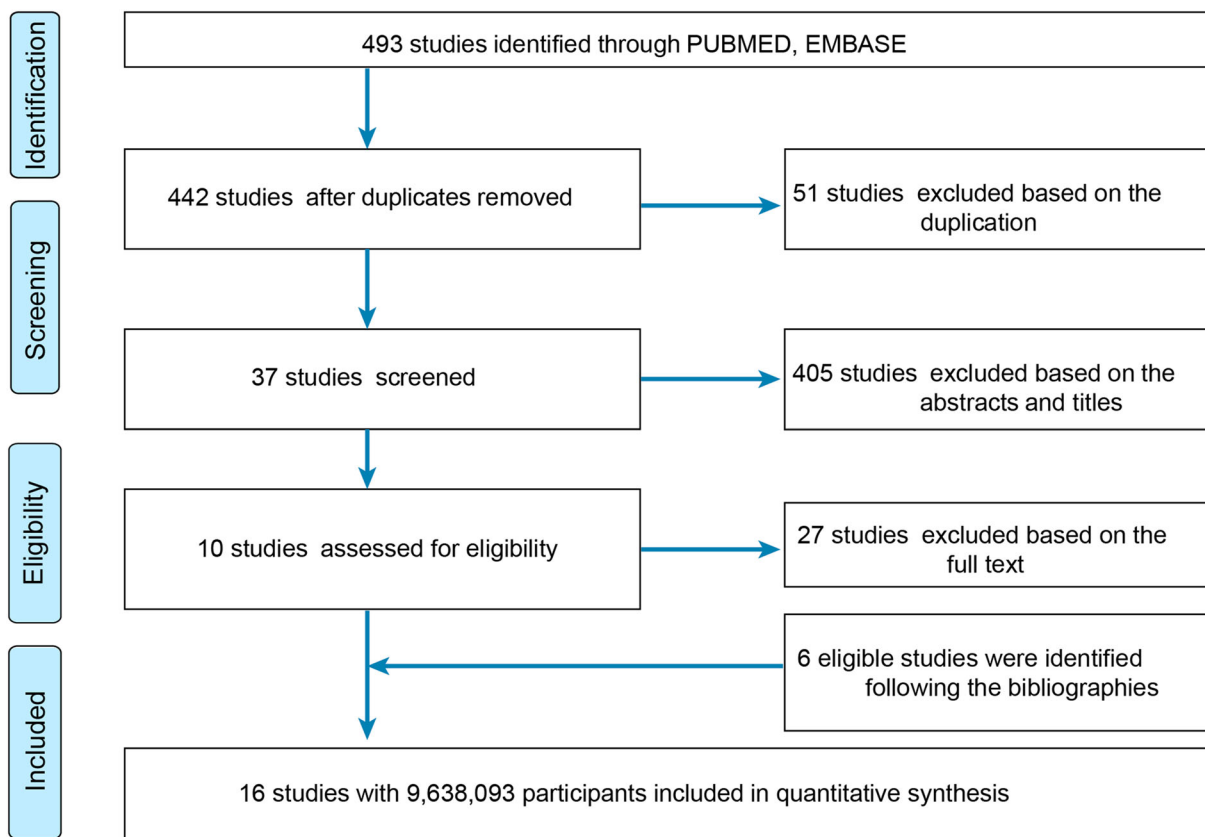 Identification
493 studies identified through PUBMED, EMBASE
442 studies after duplicates removed
51 studies excluded based on the
duplication
Screening
37 studies screened
405 studies excluded based on the
abstracts and titles
Eligibility
10 studies assessed for eligibility
27 studies excluded based on the
full text
6 eligible studies were identified
following the bibliographies
Included
16 studies with 9,638,093 participants included in quantitative synthesis